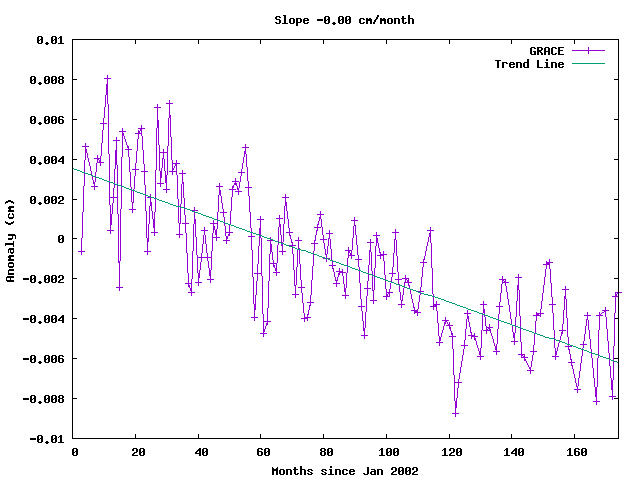 Slope -0.00 cm/month
GRACE
Trend Line
0.01
0.008
0.006
0.004
0.002
0
-0.002
-0.004
-0.006
-0.008
-0.01
Anomaly (cm)
0 20 40 60 80 100 120 140 160
Months since Jan 2002